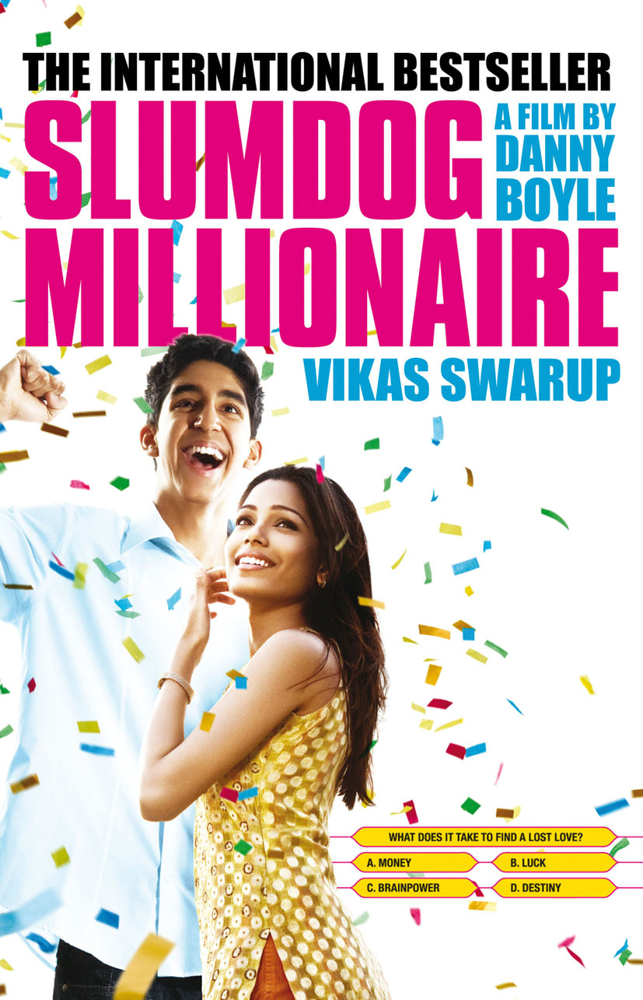 THE INTERNATIONAL BESTSELLER
SLUMDOG
A FILM BY
DANNY
BOYLE
MILLIONAIRE
VIKAS SWARUP
WHAT DOES IT TAKE TO FIND A LOST LOVE?
A. MONEY
B. LUCK
C. BRAINPOWER
D. DESTINY